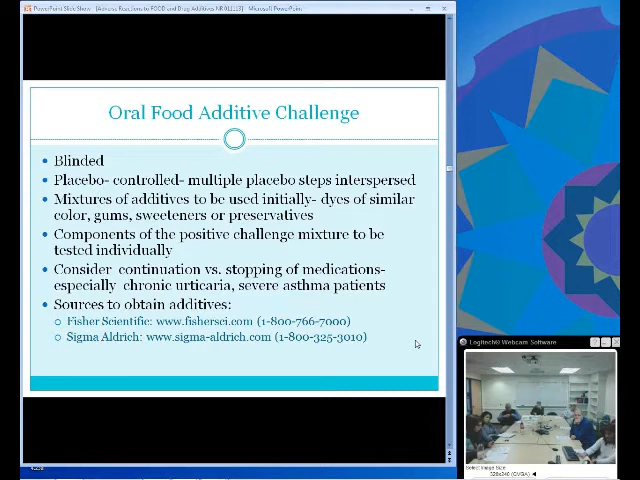 PowerPoint Slide Show - [Adverse Reactions to FOOD and Drug Additives NR 011113] - Microsoft PowerPoint
Oral Food Additive Challenge
• Blinded
• Placebo- controlled- multiple placebo steps interspersed
• Mixtures of additives to be used initially- dyes of similar
color, gums, sweeteners or preservatives
• Components of the positive challenge mixture to be
tested individually
• Consider continuation vs. stopping of medications-
especially chronic urticaria, severe asthma patients
• Sources to obtain additives:
o Fisher Scientific: www.fishersci.com (1-800-766-7000)
o Sigma Aldrich: www.sigma-aldrich.com (1-800-325-3010)
Logitech® Webcam Software
Select Image Size
320x240 (QVGA)